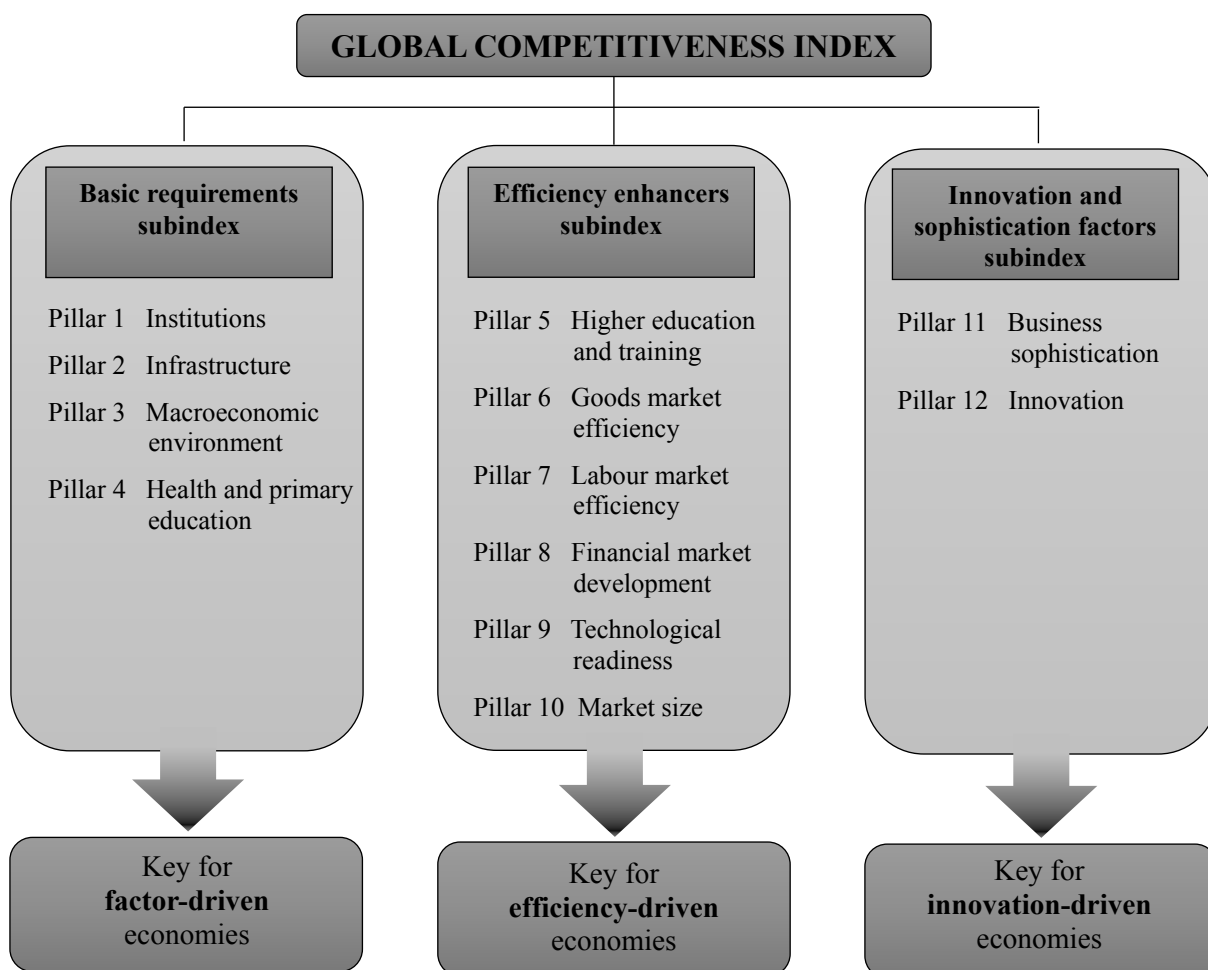 GLOBAL COMPETITIVENESS INDEX
Basic requirements
subindex
Pillar 1 Institutions
Pillar 2 Infrastructure
Pillar 3 Macroeconomic
environment
Pillar 4 Health and primary
education
Key for
factor-driven
economies
Efficiency enhancers
subindex
Pillar 5 Higher education
and training
Pillar 6 Goods market
efficiency
Pillar 7 Labour market
efficiency
Pillar 8 Financial market
development
Pillar 9 Technological
readiness
Pillar 10 Market size
Key for
efficiency-driven
economies
Innovation and
sophistication factors
subindex
Pillar 11 Business
sophistication
Pillar 12 Innovation
Key for
innovation-driven
economies